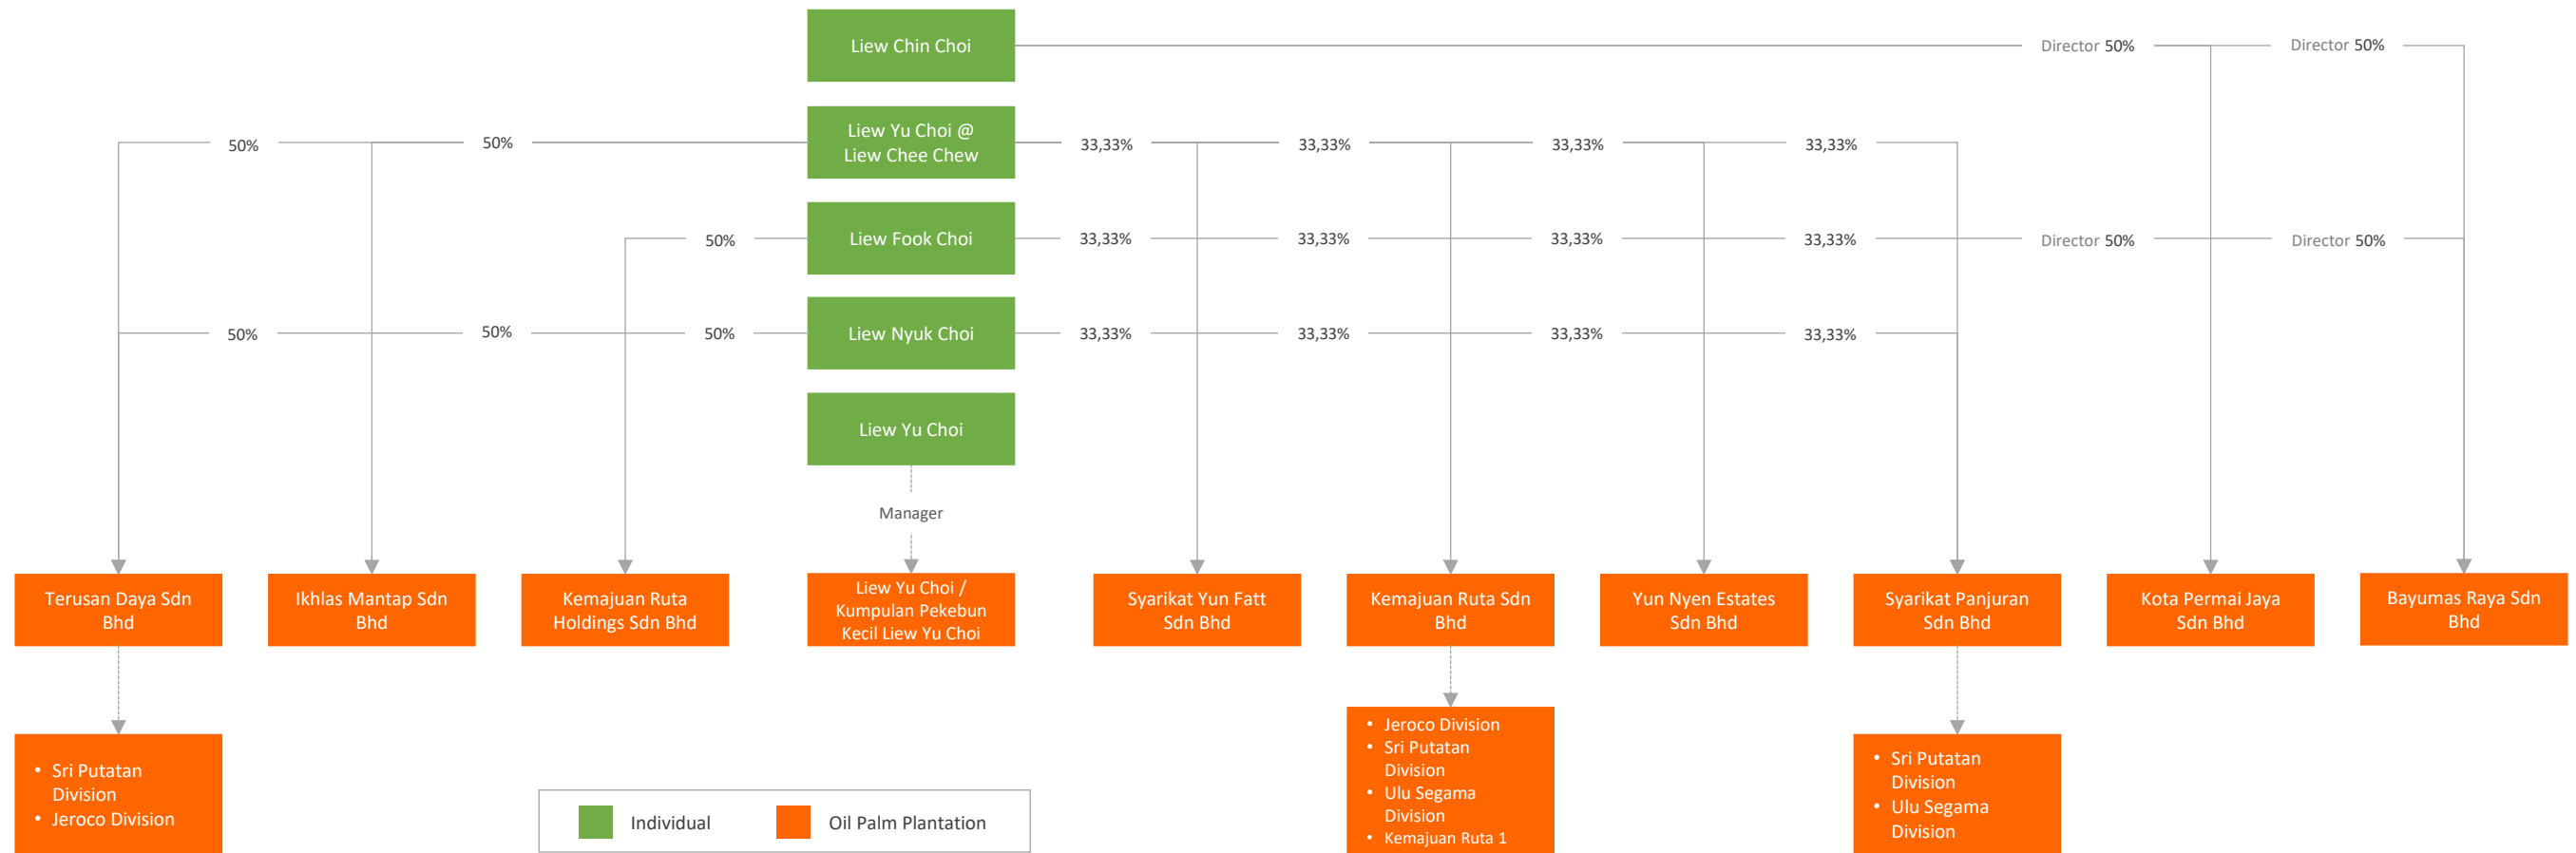 Liew Chin Choi
Director 50%
Director 50%
50%
50%
Liew Yu Choi @
Liew Chee Chew
33,33%
33,33%
33,33%
33,33%
50%
Liew Fook Choi
33,33%
33,33%
33,33%
33,33%
Director 50%
Director 50%
50%
50%
50%
Liew Nyuk Choi
33,33%
33,33%
33,33%
33,33%
Liew Yu Choi
Manager
Terusan Daya Sdn
Bhd
Ikhlas Mantap Sdn
Bhd
Kemajuan Ruta
Holdings Sdn Bhd
Liew Yu Choi /
Kumpulan Pekebun
Kecil Liew Yu Choi
Syarikat Yun Fatt
Sdn Bhd
Kemajuan Ruta Sdn
Bhd
Yun Nyen Estates
Sdn Bhd
Syarikat Panjuran
Sdn Bhd
Kota Permai Jaya
Sdn Bhd
Bayumas Raya Sdn
Bhd
• Sri Putatan
Division
• Jeroco Division
• Jeroco Division
• Sri Putatan
Division
• Ulu Segama
Division
• Kemajuan Ruta 1
• Sri Putatan
Division
• Ulu Segama
Division
Individual
Oil Palm Plantation